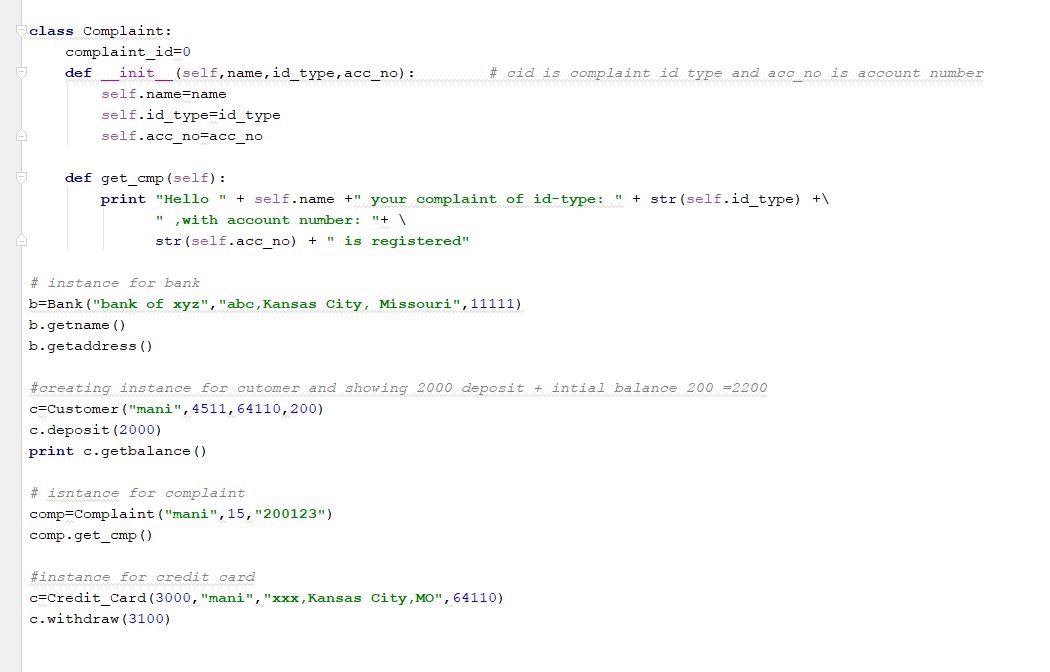 class Complaint:
    complaint_id=0
    def __init__(self,name,id_type,acc_no):        # cid is complaint id type and acc_no is account number
        self.name=name
        self.id_type=id_type
        self.acc_no=acc_no

    def get_cmp(self):
        print "Hello " + self.name +" your complaint of id-type: " + str(self.id_type) +\
              " ,with account number: "+ \
              str(self.acc_no) + " is registered"

# instance for bank
b=Bank("bank of xyz","abc,Kansas City, Missouri",11111)
b.getname()
b.getaddress()

#creating instance for cutomer and showing 2000 deposit + intial balance 200 =2200
c=Customer("mani",4511,64110,200)
c.deposit(2000)
print c.getbalance()

# isntance for complaint
comp=Complaint("mani",15,"200123")
comp.get_cmp()

#instance for credit card
c=Credit_Card(3000,"mani","xxx,Kansas City,MO",64110)
c.withdraw(3100)